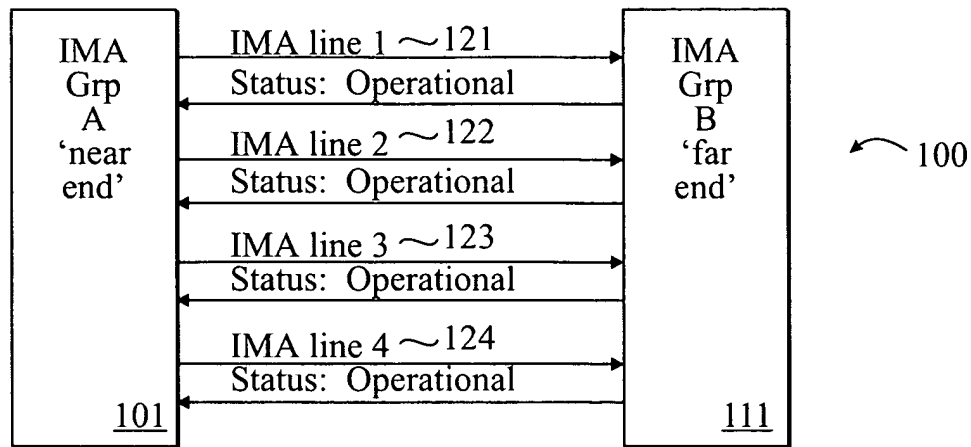 IMA
Grp
A
‘near
end’
101
IMA line 1 121
Status: Operational
IMA line 2 122
Status: Operational
IMA line 3 123
Status: Operational
IMA line 4 124
Status: Operational
IMA
Grp
B
‘far
end’
111
100